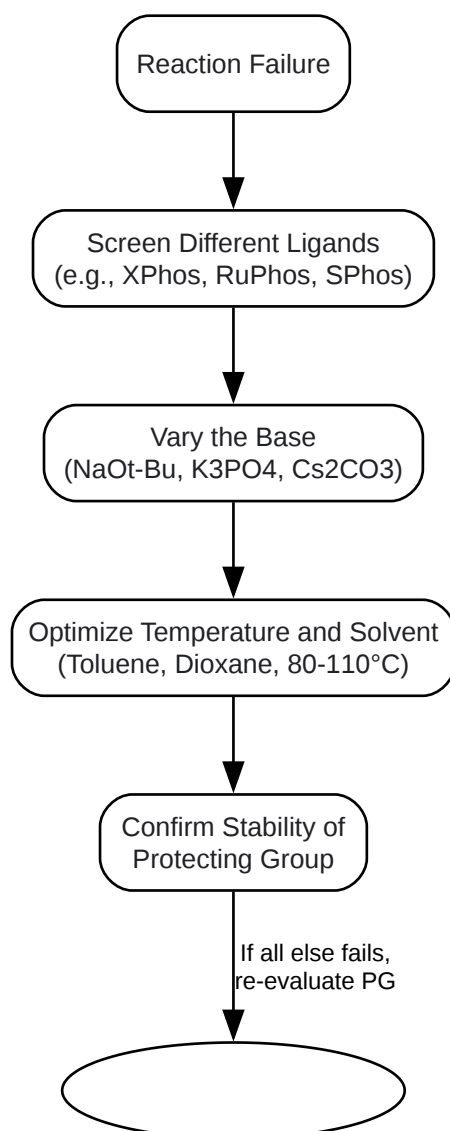 Reaction Failure
Screen Different Ligands
(e.g., XPhos, RuPhos, SPhos)
Vary the Base
(NaOt-Bu, K3PO4, Cs2CO3)
Optimize Temperature and Solvent
(Toluene, Dioxane, 80-110°C)
Confirm Stability of
Protecting Group
If all else fails,
re-evaluate PG